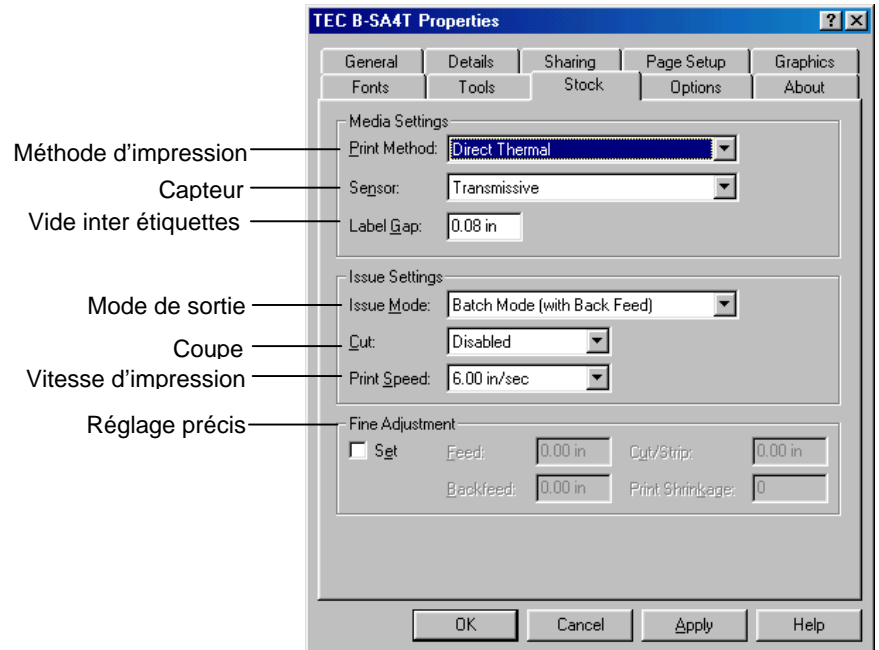 TEC B-SA4T Properties
General Details Sharing Page Setup Graphics
Fonts Tools Stock Options About
Media Settings
Méthode d'impression Print Method: Direct Thermal
Capteur Sensor: Transmissive
Vide inter étiquettes Label Gap: 0.08 in
Issue Settings
Mode de sortie Issue Mode: Batch Mode (with Back Feed)
Coupe Cut: Disabled
Vitesse d'impression Print Speed: 6.00 in/sec
Réglage précis Fine Adjustment
Set Feed: 0.00 in Cut/Strip: 0.00 in
Backfeed: 0.00 in Print Shrinkage: 0
OK Cancel Apply Help